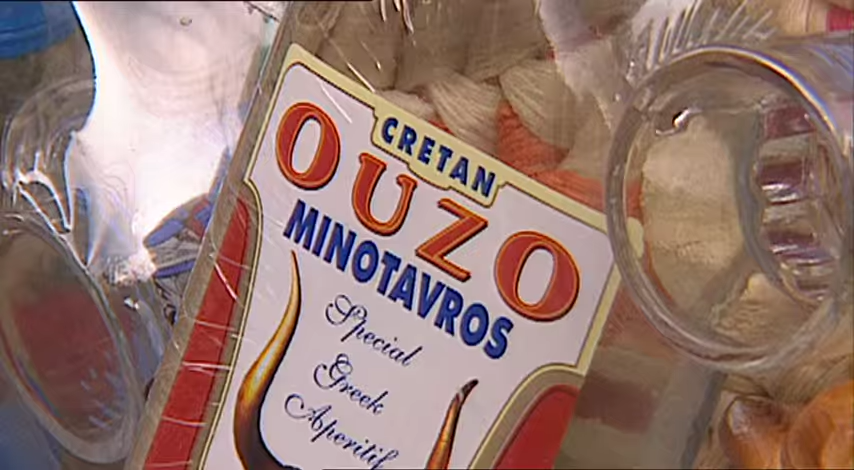 CRETAN
OUZO
MINOTAVROS
Special
Greek
Aperitif